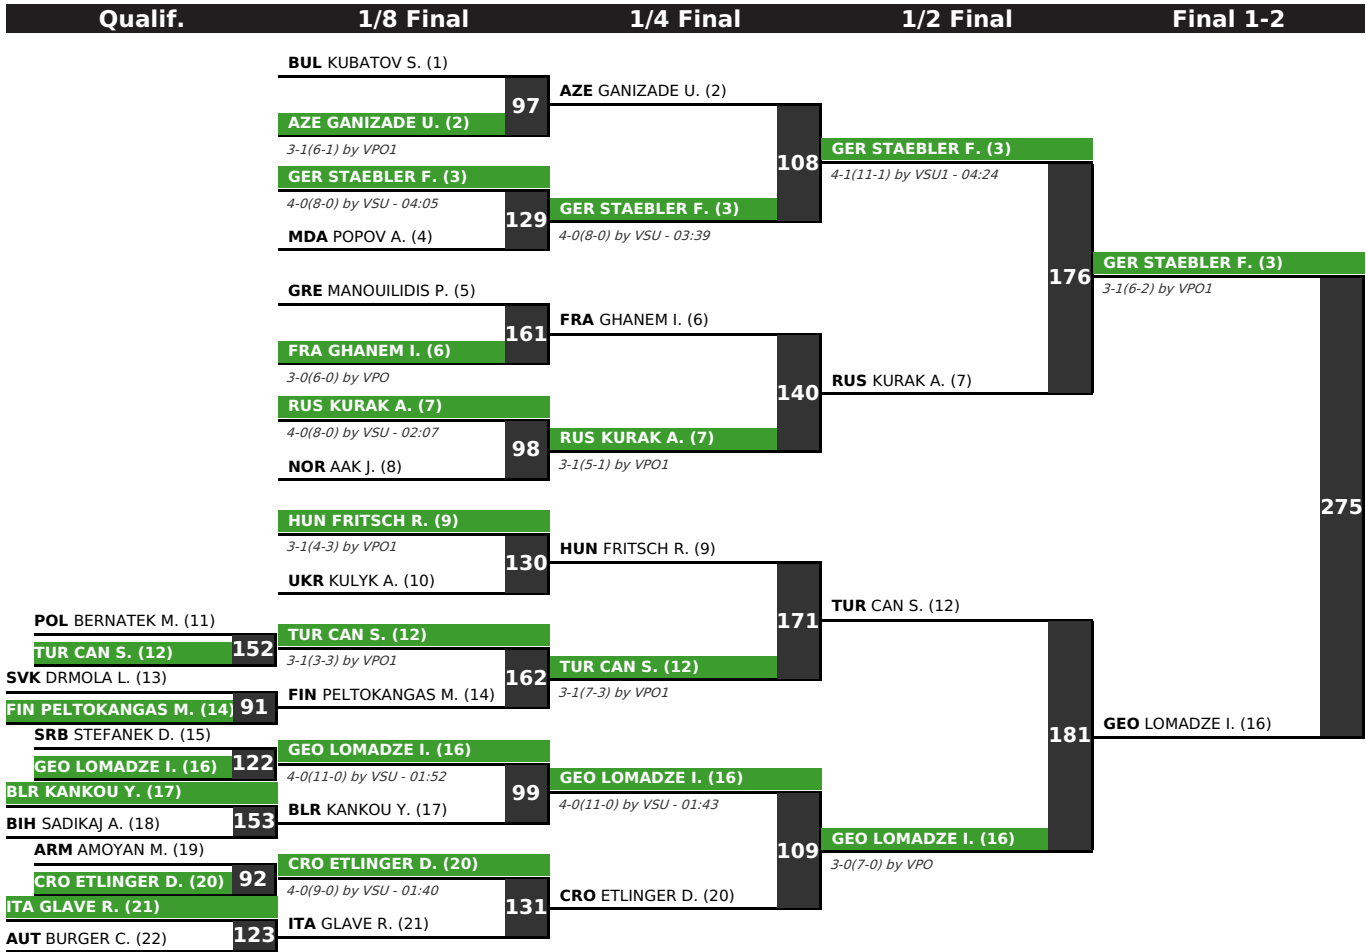 Qualif. 1/8 Final 1/4 Final 1/2 Final Final 1-2
BUL KUBATOV S. (1)
97
AZE GANIZADE U. (2)
3-1(6-1) by VPO1
GER STAEBLER F. (3)
4-0(8-0) by VSU - 04:05
129
MDA POPOV A. (4)
GRE MANOUILIDIS P. (5)
161
FRA GHANEM I. (6)
3-0(6-0) by VPO
RUS KURAK A. (7)
4-0(8-0) by VSU - 02:07
98
NOR AAK J. (8)
HUN FRITSCH R. (9)
3-1(4-3) by VPO1
130
UKR KULYK A. (10)
POL BERNATEK M. (11)
152
TUR CAN S. (12)
SVK DRMOLA L. (13)
91
FIN PELTOKANGAS M. (14)
SRB STEFANEK D. (15)
122
GEO LOMADZE I. (16)
BLR KANKOU Y. (17)
153
BIH SADIKAJ A. (18)
ARM AMOYAN M. (19)
92
CRO ETLINGER D. (20)
ITA GLAVE R. (21)
123
AUT BURGER C. (22)
TUR CAN S. (12)
3-1(3-3) by VPO1
162
FIN PELTOKANGAS M. (14)
GEO LOMADZE I. (16)
4-0(11-0) by VSU - 01:52
99
BLR KANKOU Y. (17)
CRO ETLINGER D. (20)
4-0(9-0) by VSU - 01:40
131
ITA GLAVE R. (21)
AZE GANIZADE U. (2)
108
GER STAEBLER F. (3)
4-0(8-0) by VSU - 03:39
FRA GHANEM I. (6)
140
RUS KURAK A. (7)
3-1(5-1) by VPO1
HUN FRITSCH R. (9)
171
TUR CAN S. (12)
3-1(7-3) by VPO1
GEO LOMADZE I. (16)
4-0(11-0) by VSU - 01:43
109
CRO ETLINGER D. (20)
GER STAEBLER F. (3)
4-1(11-1) by VSU1 - 04:24
176
RUS KURAK A. (7)
TUR CAN S. (12)
181
GEO LOMADZE I. (16)
3-0(7-0) by VPO
GER STAEBLER F. (3)
3-1(6-2) by VPO1
275
GEO LOMADZE I. (16)